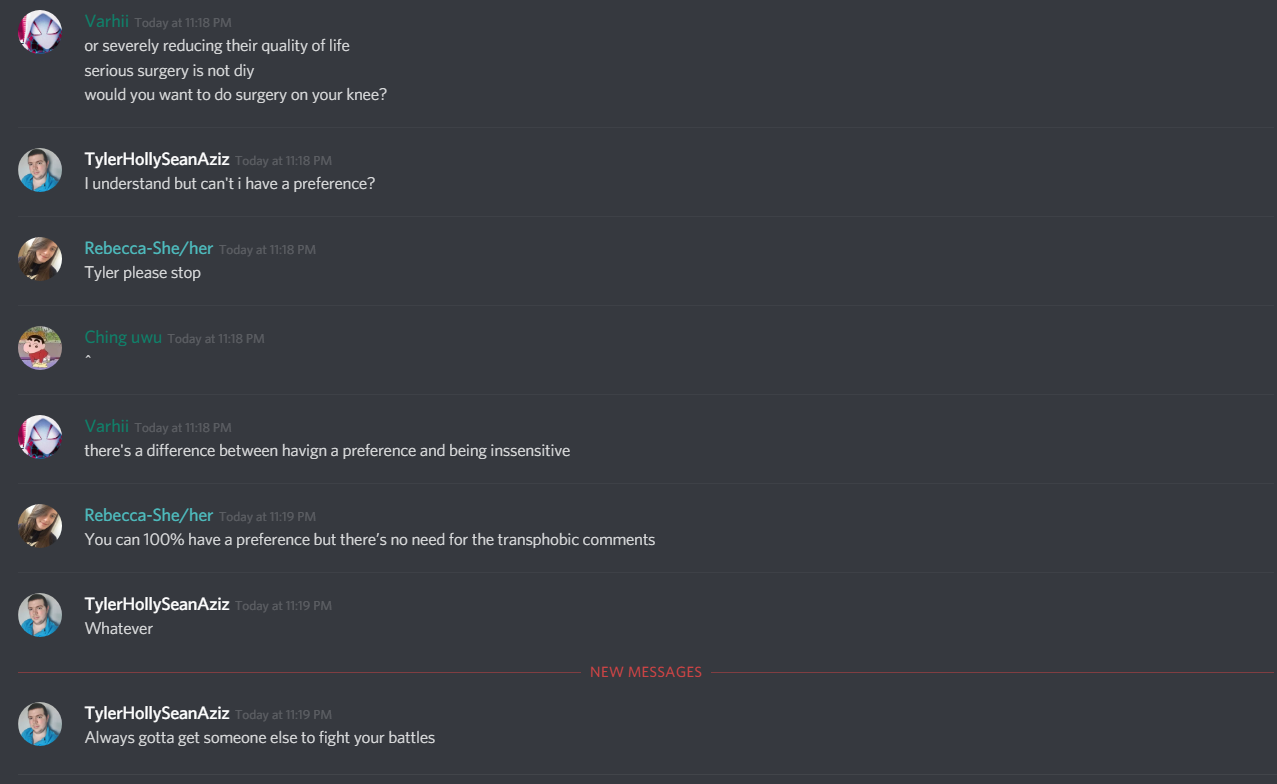 Varhii Today at 11:18 PM
or severely reducing their quality of life
serious surgery is not diy
would you want to do surgery on your knee?
TylerHollySeanAziz Today at 11:18 PM
I understand but can't i have a preference?
Rebecca-She/her Today at 11:18 PM
Tyler please stop
Ching uwu Today at 11:18 PM
^
Varhii Today at 11:18 PM
there's a difference between havign a preference and being inssensitive
Rebecca-She/her Today at 11:19 PM
You can 100% have a preference but there's no need for the transphobic comments
TylerHollySeanAziz Today at 11:19 PM
Whatever
NEW MESSAGES
TylerHollySeanAziz Today at 11:19 PM
Always gotta get someone else to fight your battles